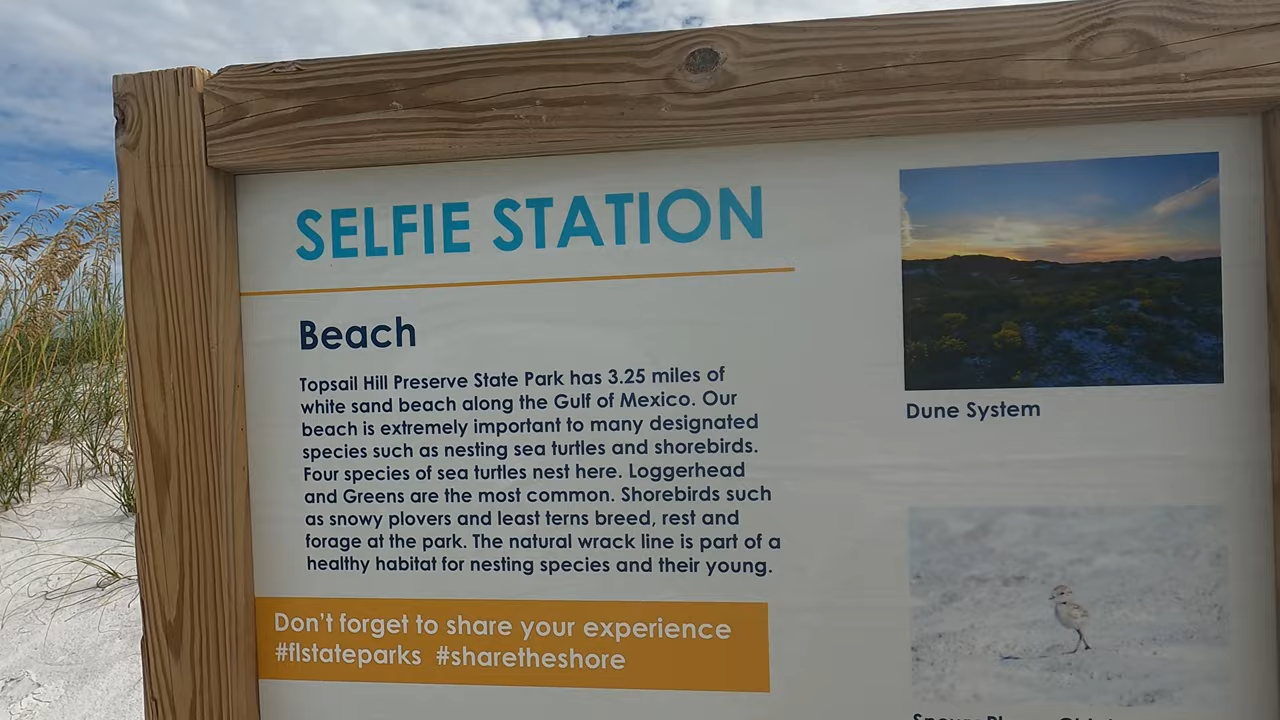 SELFIE STATION
Beach
Topsail Hill Preserve State Park has 3.25 miles of
white sand beach along the Gulf of Mexico. Our
beach is extremely important to many designated
species such as nesting sea turtles and shorebirds.
Four species of sea turtles nest here. Loggerhead
and Greens are the most common. Shorebirds such
as snowy plovers and least terns breed, rest and
forage at the park. The natural wrack line is part of a
healthy habitat for nesting species and their young.
Don't forget to share your experience
#flstateparks #sharetheshore
Dune System